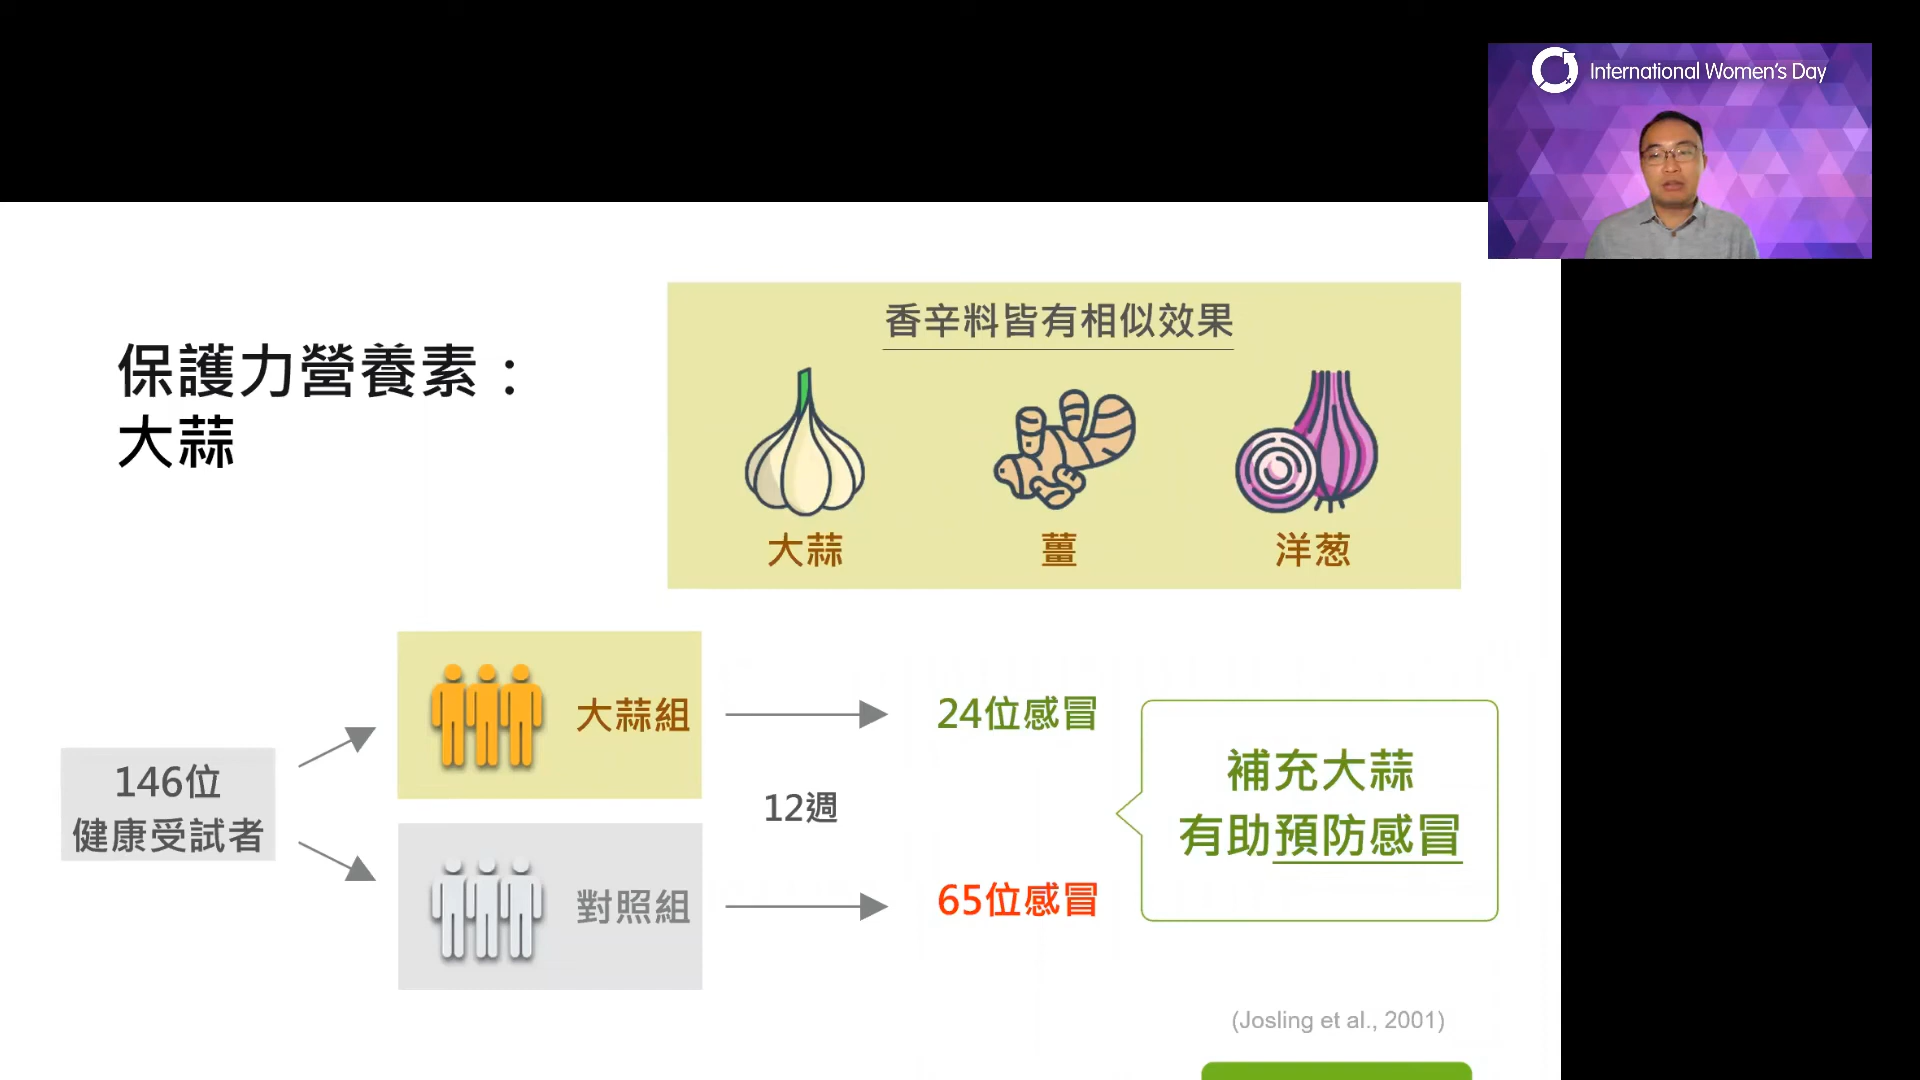 International Women's Day
保護力營養素：
大蒜
香辛料皆有相似效果
大蒜
薑
洋葱
146位
健康受試者
大蒜組
對照組
12週
24位感冒
65位感冒
補充大蒜
有助預防感冒
(Josling et al., 2001)